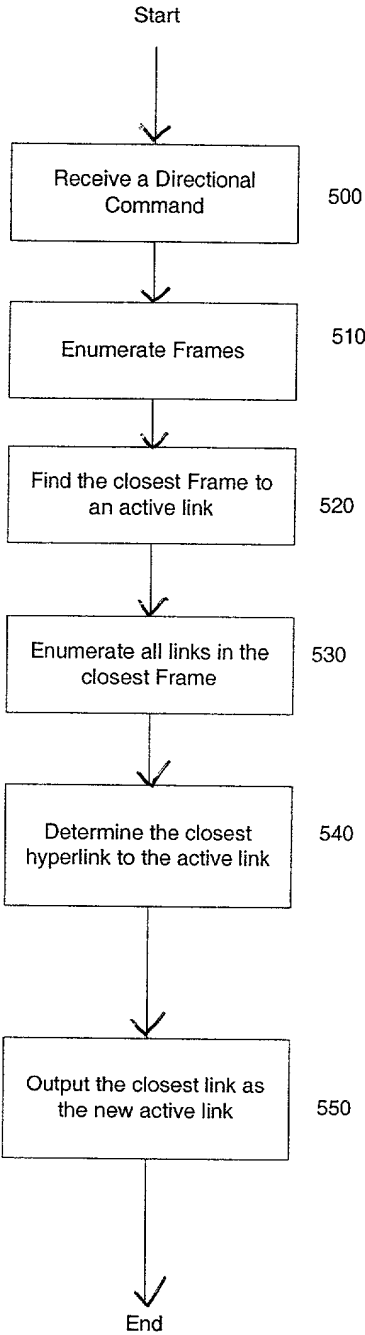 Start
Receive a Directional
Command
500
Enumerate Frames
510
Find the closest Frame to
an active link
520
Enumerate all links in the
closest Frame
530
Determine the closest
hyperlink to the active link
540
Output the closest link as
the new active link
550
End